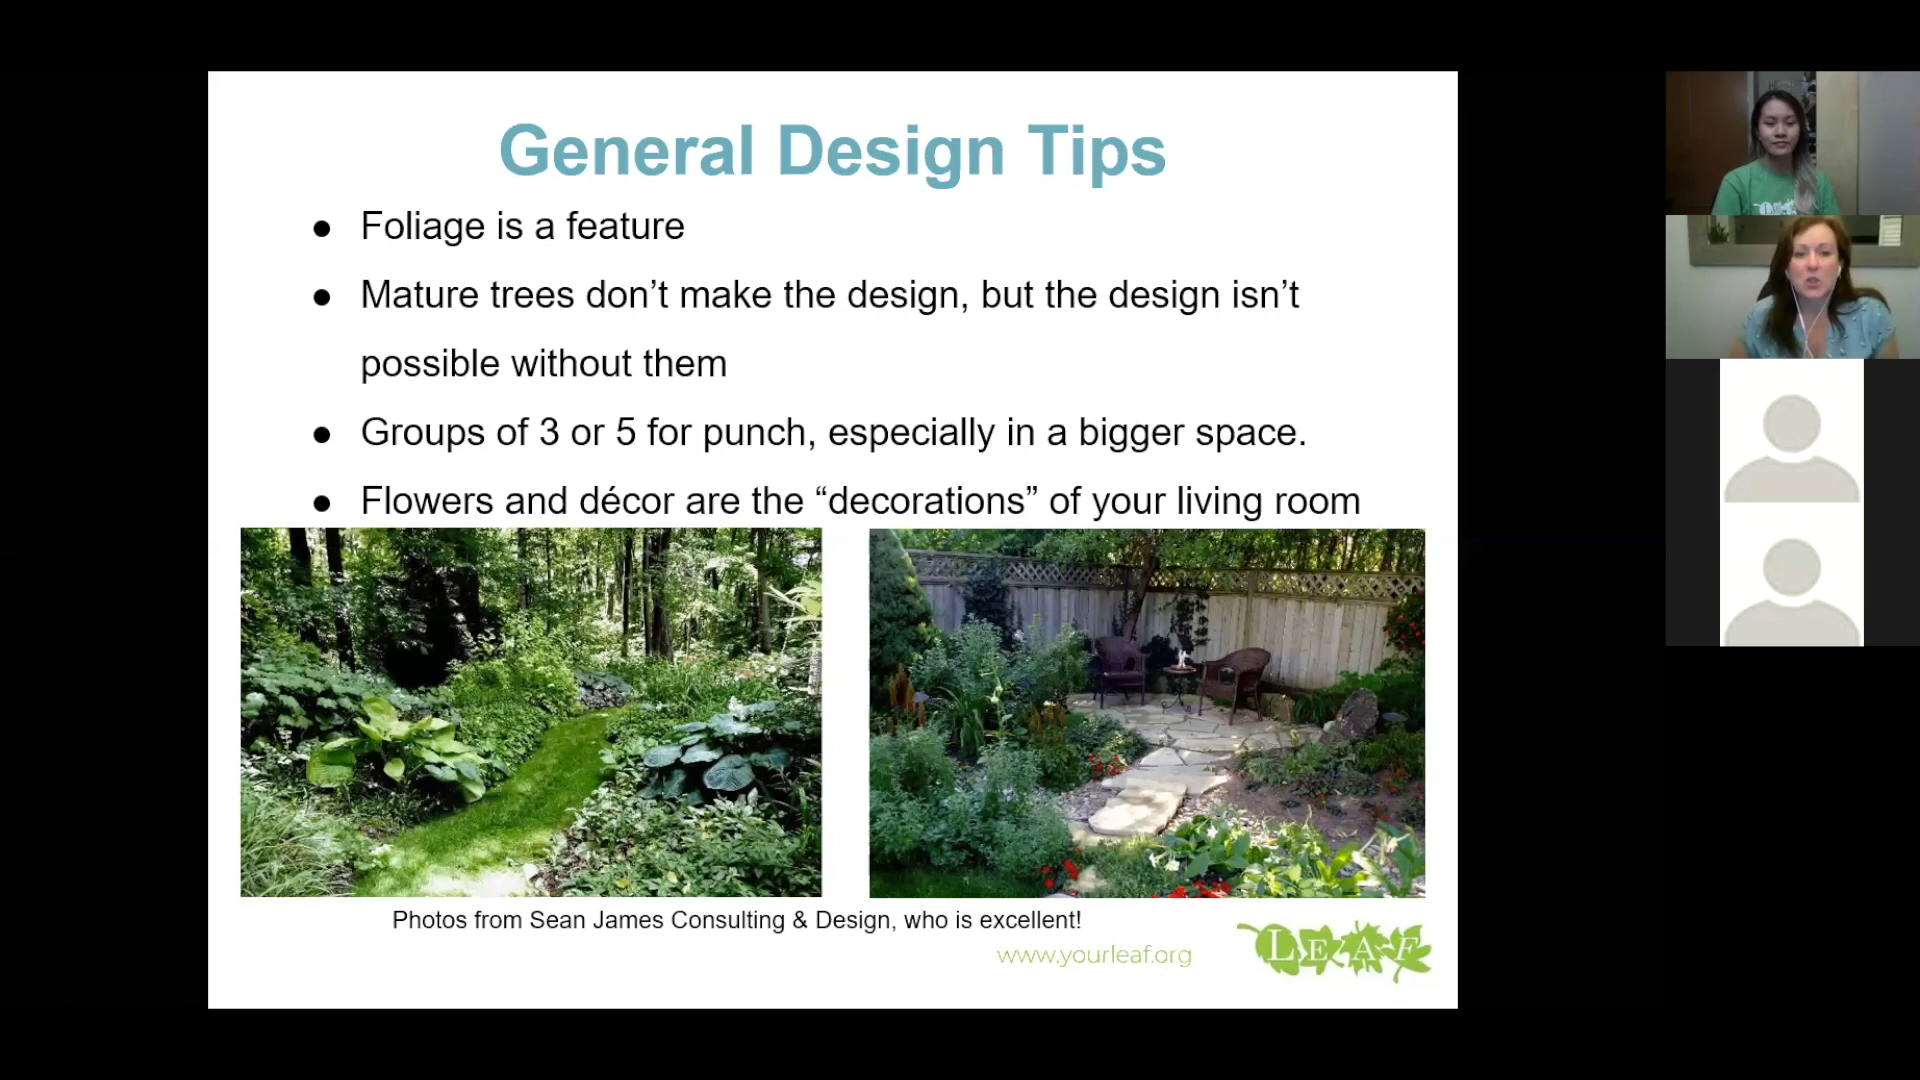 General Design Tips
● Foliage is a feature
● Mature trees don’t make the design, but the design isn’t
possible without them
● Groups of 3 or 5 for punch, especially in a bigger space.
● Flowers and décor are the “decorations” of your living room
Photos from Sean James Consulting & Design, who is excellent!
www.yourleaf.org
LEAF